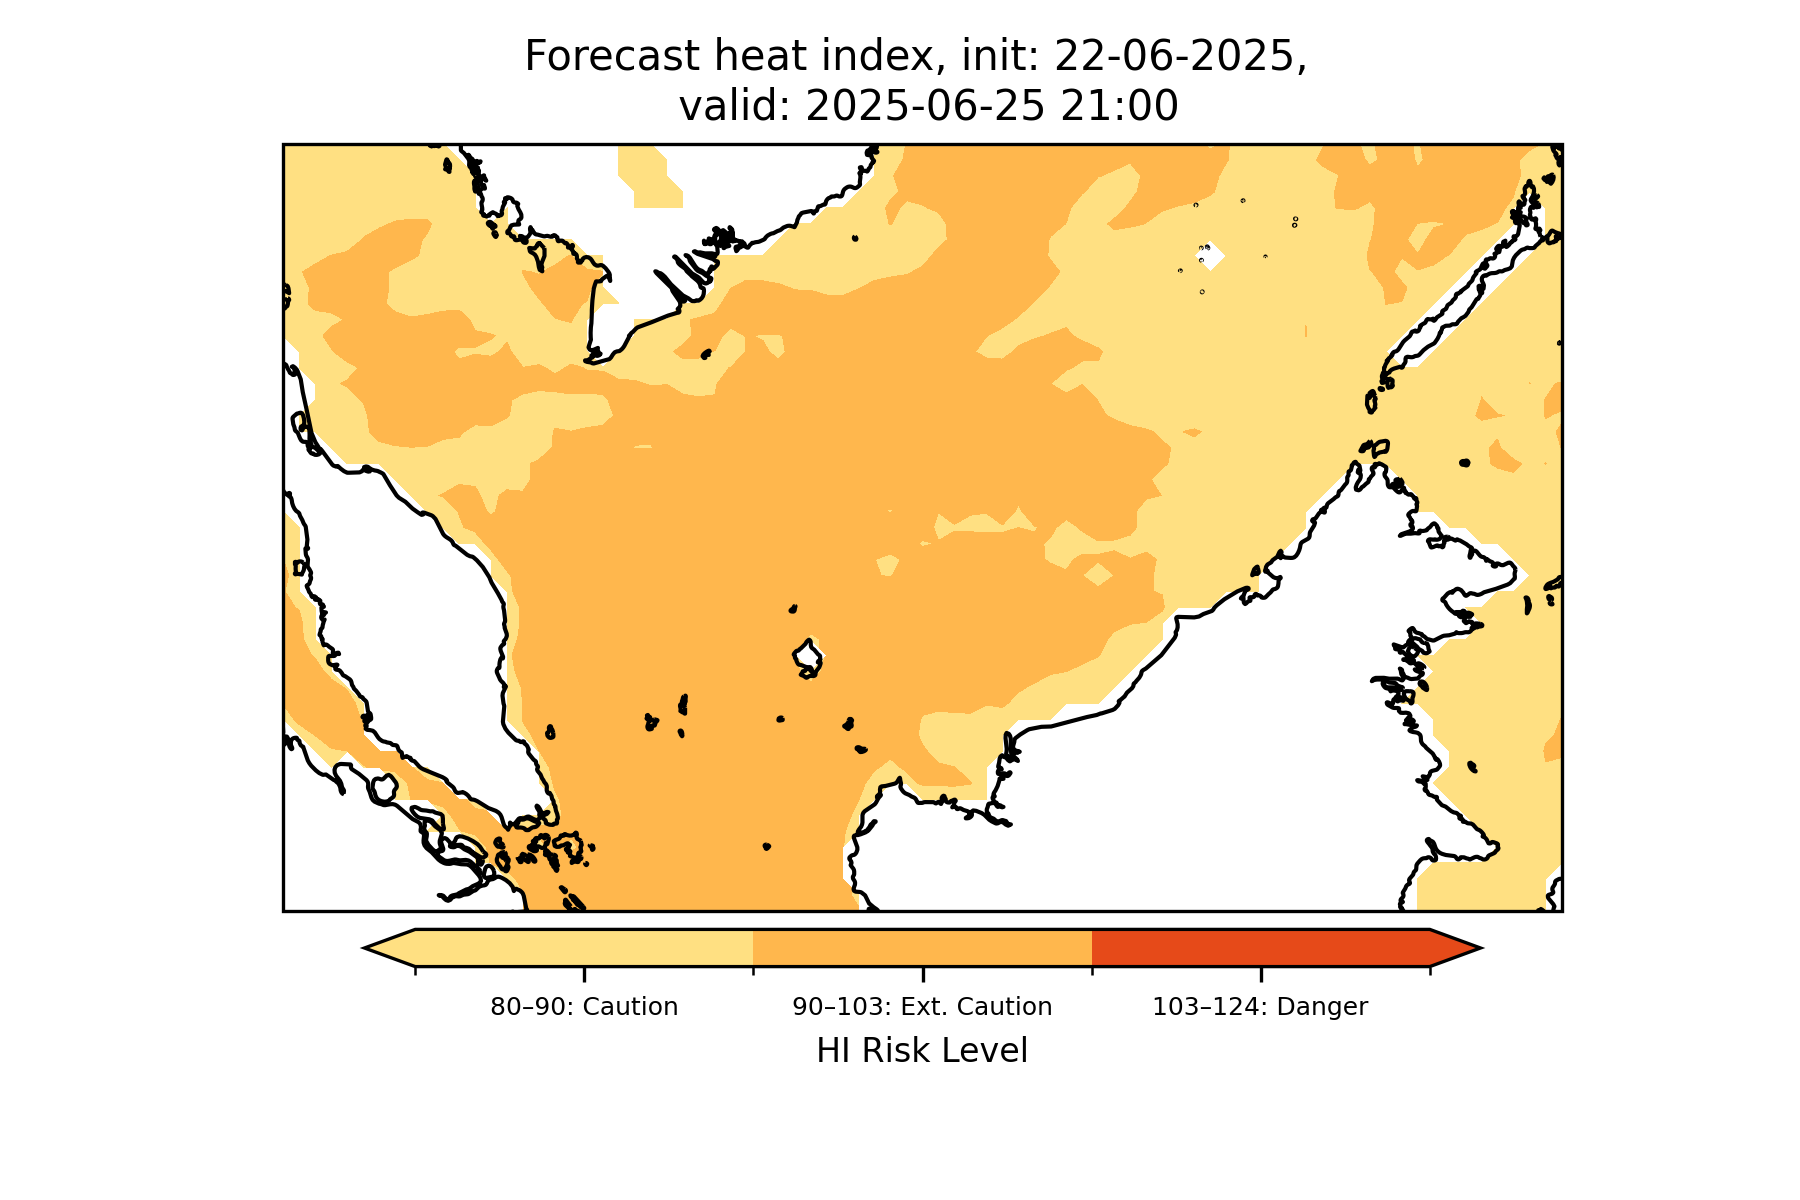 Forecast heat index, init: 22-06-2025,
valid: 2025-06-25 21:00
80–90: Caution
90–103: Ext. Caution
103–124: Danger
HI Risk Level